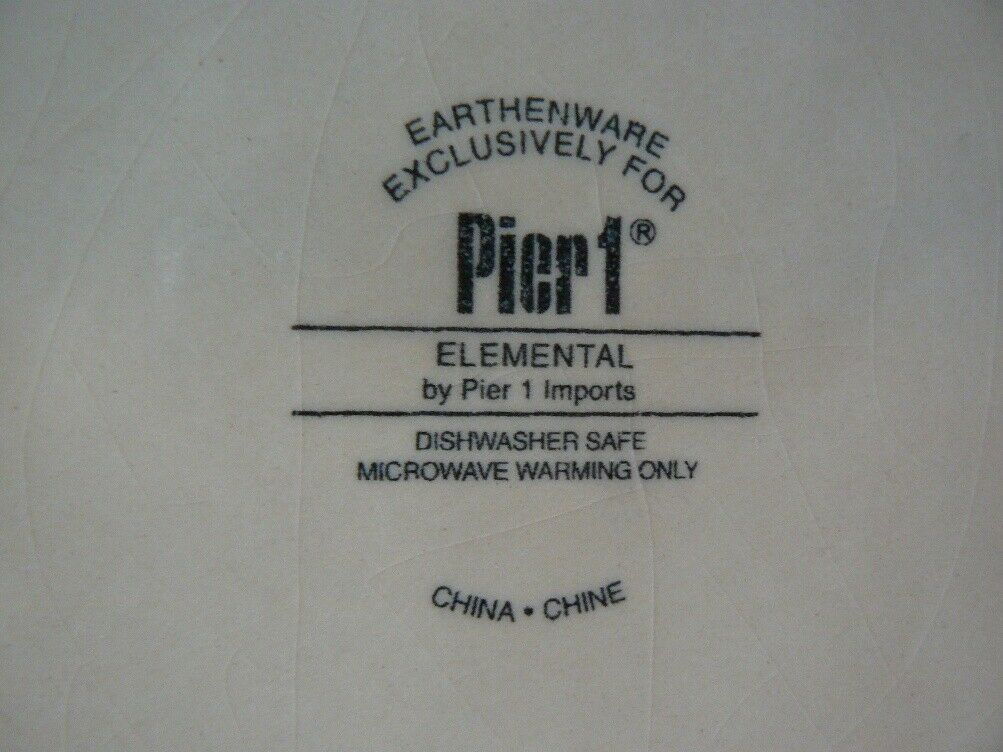 EARTHENWARE
EXCLUSIVELY FOR
Pier1®
ELEMENTAL
by Pier 1 Imports
DISHWASHER SAFE
MICROWAVE WARMING ONLY
CHINA • CHINE